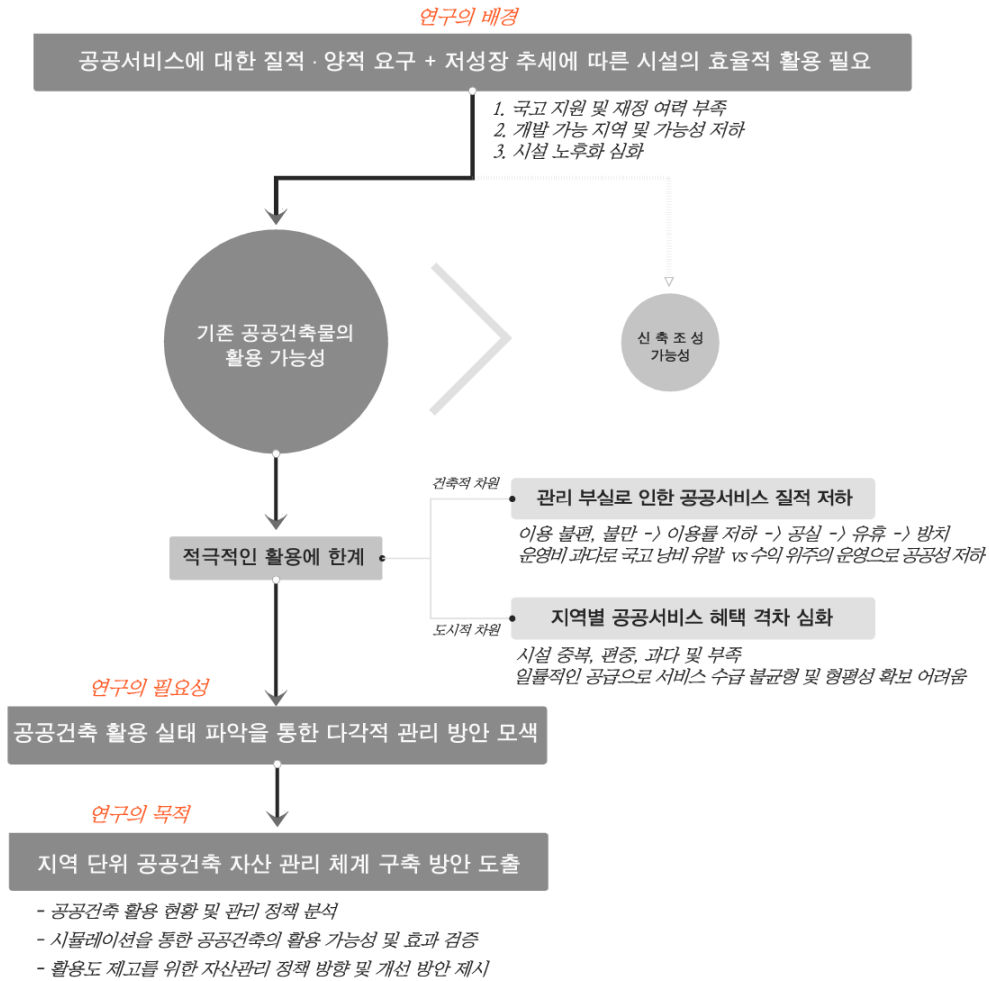 연구의 배경
공공서비스에 대한 질적 · 양적 요구 + 저성장 추세에 따른 시설의 효율적 활용 필요
1. 국고 지원 및 재정 여력 부족
2. 개발 가능 지역 및 가능성 저하
3. 시설 노후화 심화
기존 공공건축물의
활용 가능성
신 축 조 성
가능성
건축적 차원
관리 부실로 인한 공공서비스 질적 저하
이용 불편, 불만 -> 이용률 저하 -> 공실 -> 유휴 -> 방치
운영비 과다로 국고 낭비 유발 vs 수익 위주의 운영으로 공공성 저하
적극적인 활용에 한계
도시적 차원
지역별 공공서비스 혜택 격차 심화
시설 중복, 편중, 과다 및 부족
일률적인 공급으로 서비스 수급 불균형 및 형평성 확보 어려움
연구의 필요성
공공건축 활용 실태 파악을 통한 다각적 관리 방안 모색
연구의 목적
지역 단위 공공건축 자산 관리 체계 구축 방안 도출
- 공공건축 활용 현황 및 관리 정책 분석
- 시뮬레이션을 통한 공공건축의 활용 가능성 및 효과 검증
- 활용도 제고를 위한 자산관리 정책 방향 및 개선 방안 제시